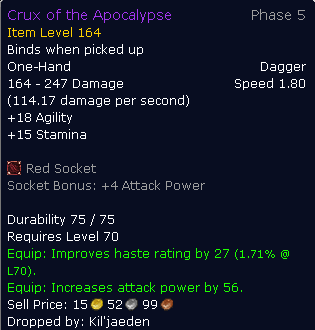 Crux of the Apocalypse Phase 5
Item Level 164
Binds when picked up
One-Hand Dagger
164 - 247 Damage Speed 1.80
(114.17 damage per second)
+18 Agility
+15 Stamina
Red Socket
Socket Bonus: +4 Attack Power
Durability 75 / 75
Requires Level 70
Equip: Improves haste rating by 27 (1.71% @
L70).
Equip: Increases attack power by 56.
Sell Price: 15 52 99
Dropped by: Kil'jaeden